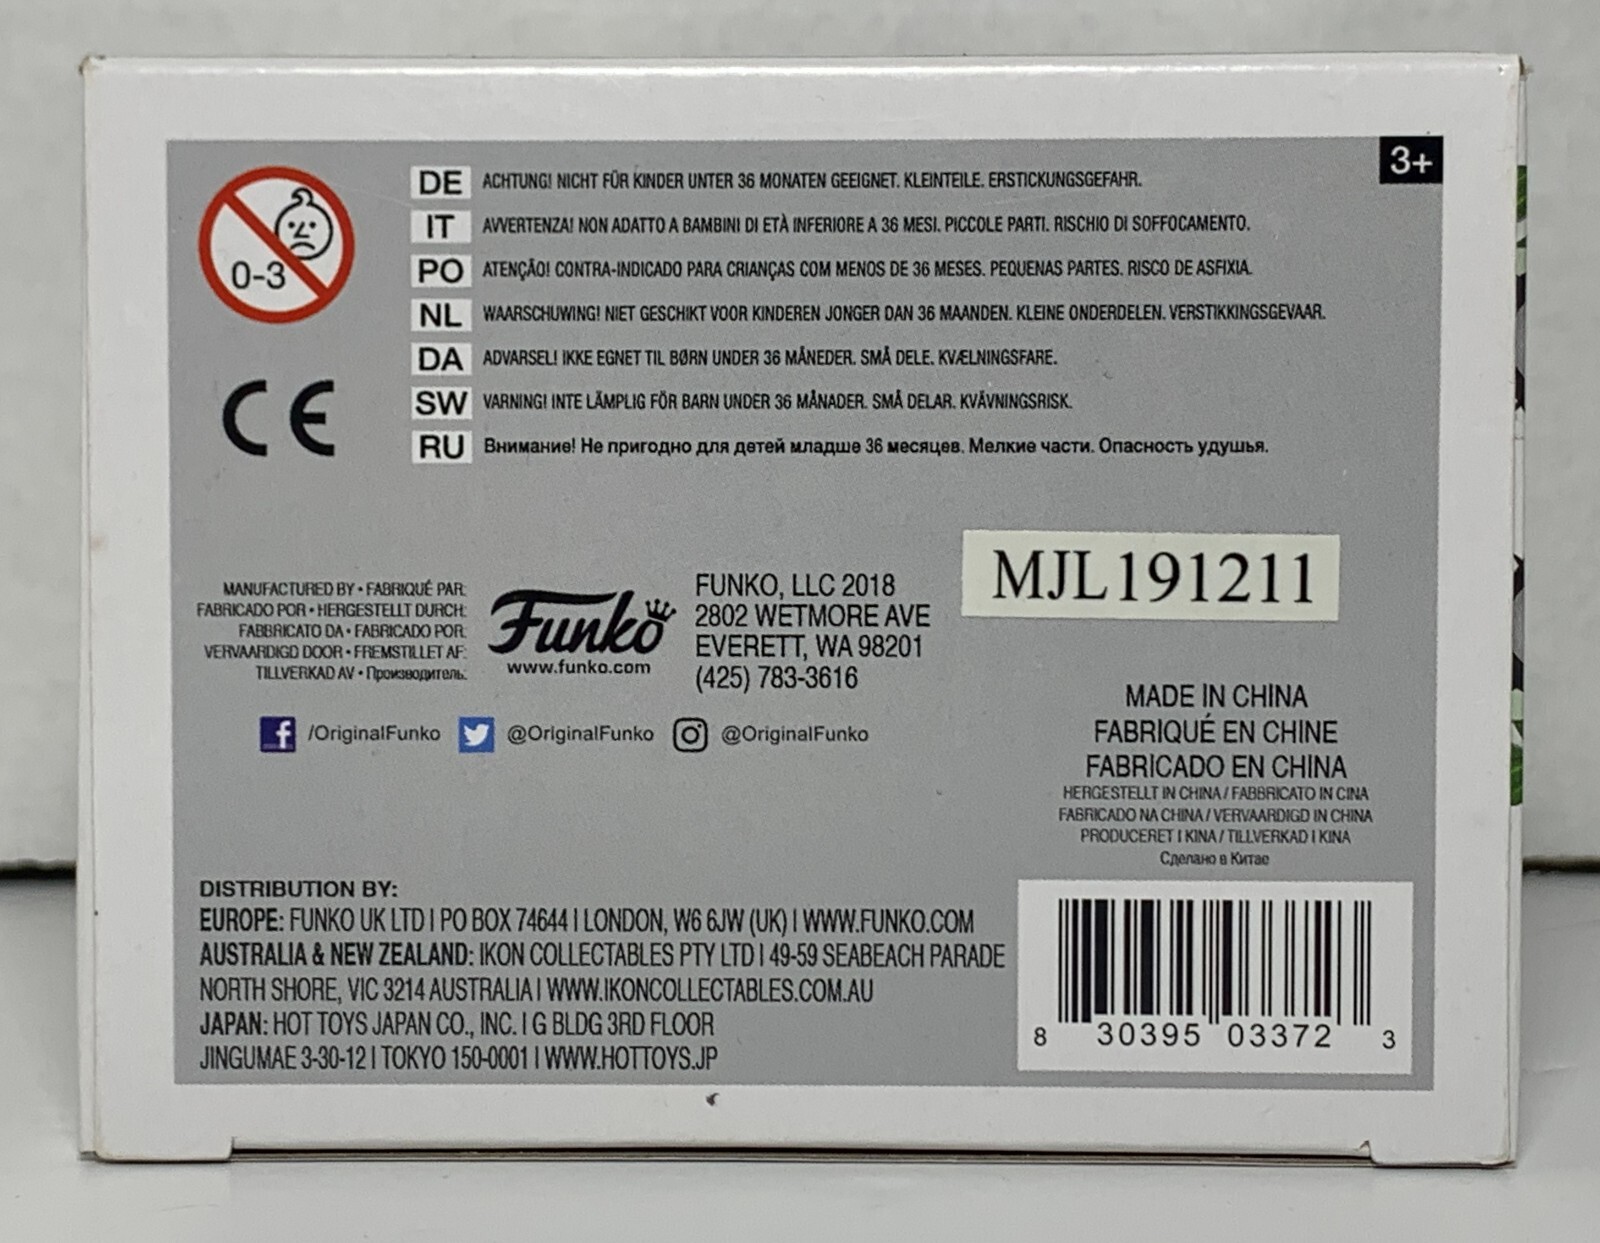 3+
0-3
DE ACHTUNG! NICHT FÜR KINDER UNTER 36 MONATEN GEEIGNET. KLEINTEILE. ERSTICKUNGSGEFAHR.
IT AVVERTENZA! NON ADATTO A BAMBINI DI ETÀ INFERIORE A 36 MESI. PICCOLE PARTI. RISCHIO DI SOFFOCAMENTO.
PO ATENÇÃO! CONTRA-INDICADO PARA CRIANÇAS COM MENOS DE 36 MESES. PEQUENAS PARTES. RISCO DE ASFIXIA.
NL WAARSCHUWING! NIET GESCHIKT VOOR KINDEREN JONGER DAN 36 MAANDEN. KLEINE ONDERDELEN. VERSTIKKINGSGEVAAR.
DA ADVARSEL! IKKE EGNET TIL BØRN UNDER 36 MÅNEDER. SMÅ DELE. KVÆLNINGSFARE.
SW VARNING! INTE LÄMPLIG FÖR BARN UNDER 36 MÅNADER. SMÅ DELAR. KVÄVNINGSRISK.
RU Внимание! Не пригодно для детей младше 36 месяцев. Мелкие части. Опасность удушья.
CE
MANUFACTURED BY • FABRIQUÉ PAR:
FABRICADO POR • HERGESTELLT DURCH:
FABBRICATO DA • FABRICADO POR:
VERVAARDIGD DOOR • FREMSTILLET AF:
TILLVERKAD AV • Производитель:
Funko
www.funko.com
FUNKO, LLC 2018
2802 WETMORE AVE
EVERETT, WA 98201
(425) 783-3616
MJL191211
/OriginalFunko @OriginalFunko @OriginalFunko
MADE IN CHINA
FABRIQUÉ EN CHINE
FABRICADO EN CHINA
HERGESTELLT IN CHINA / FABBRICATO IN CINA
FABRICADO NA CHINA / VERVAARDIGD IN CHINA
PRODUCERET I KINA / TILLVERKAD I KINA
Сделано в Китае
DISTRIBUTION BY:
EUROPE: FUNKO UK LTD | PO BOX 74644 | LONDON, W6 6JW (UK) | WWW.FUNKO.COM
AUSTRALIA & NEW ZEALAND: IKON COLLECTABLES PTY LTD | 49-59 SEABEACH PARADE
NORTH SHORE, VIC 3214 AUSTRALIA | WWW.IKONCOLLECTABLES.COM.AU
JAPAN: HOT TOYS JAPAN CO., INC. | G BLDG 3RD FLOOR
JINGUMAE 3-30-12 | TOKYO 150-0001 | WWW.HOTTOYS.JP
8 30395 03372 3